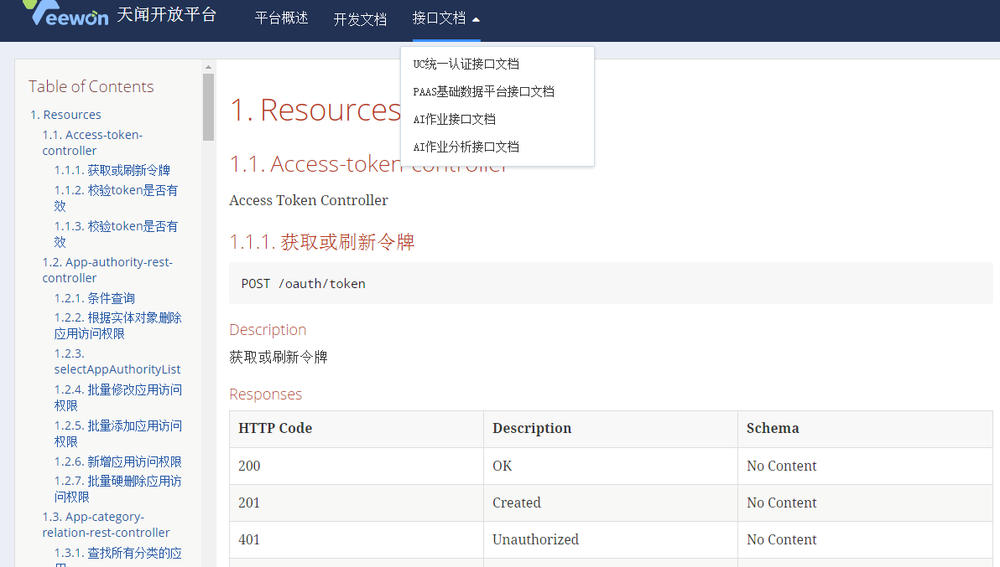 Teewon 天闻开放平台 平台概述 开发文档 接口文档
UC统一认证接口文档
PAAS基础数据平台接口文档
AI作业接口文档
AI作业分析接口文档
Table of Contents
1. Resources
1.1. Access-token-
controller
1.1.1. 获取或刷新令牌
1.1.2. 校验token是否有
效
1.1.3. 校验token是否有
效
1.2. App-authority-rest-
controller
1.2.1. 条件查询
1.2.2. 根据实体对象删除
应用访问权限
1.2.3.
selectAppAuthorityList
1.2.4. 批量修改应用访问
权限
1.2.5. 批量添加应用访问
权限
1.2.6. 新增应用访问权限
1.2.7. 批量硬删除应用访
问权限
1.3. App-category-
relation-rest-controller
1.3.1. 查找所有分类的应
1. Resources
1.1. Access-token-controller
Access Token Controller
1.1.1. 获取或刷新令牌
POST /oauth/token
Description
获取或刷新令牌
Responses
HTTP Code Description Schema
200 OK No Content
201 Created No Content
401 Unauthorized No Content